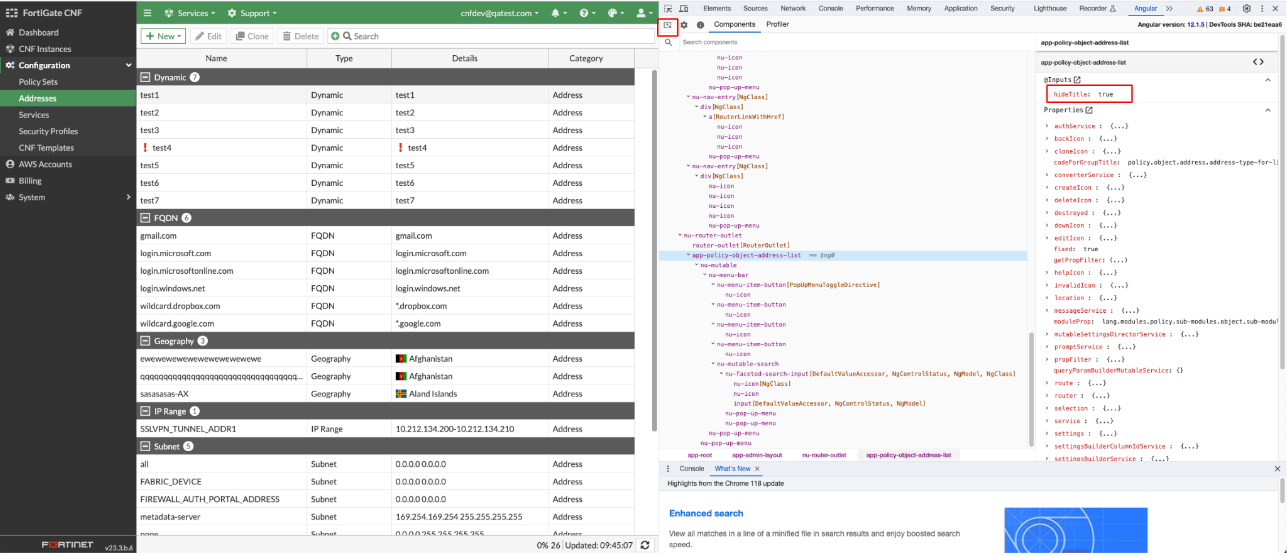 FortiGate CNF
Services
Support
cnfdev@qatest.com
Dashboard
CNF Instances
Configuration
Policy Sets
Addresses
Services
Security Profiles
CNF Templates
AWS Accounts
Billing
System
FORTINET v23.3.b.6
+ New
Edit
Clone
Delete
Search
Name Type Details Category
Dynamic 7
test1 Dynamic test1 Address
test2 Dynamic test2 Address
test3 Dynamic test3 Address
test4 Dynamic test4 Address
test5 Dynamic test5 Address
test6 Dynamic test6 Address
test7 Dynamic test7 Address
FQDN 6
gmail.com FQDN gmail.com Address
login.microsoft.com FQDN login.microsoft.com Address
login.microsoftonline.com FQDN login.microsoftonline.com Address
login.windows.net FQDN login.windows.net Address
wildcard.dropbox.com FQDN *.dropbox.com Address
wildcard.google.com FQDN *.google.com Address
Geography 3
Geography Afghanistan Address
Geography Afghanistan Address
sasasasas-AX Geography Aland Islands Address
IP Range 1
SSLVPN_TUNNEL_ADDR1 IP Range 10.212.134.200-10.212.134.210 Address
Subnet 5
all Subnet 0.0.0.0 0.0.0.0 Address
FABRIC_DEVICE Subnet 0.0.0.0 0.0.0.0 Address
FIREWALL_AUTH_PORTAL_ADDRESS Subnet 0.0.0.0 0.0.0.0 Address
metadata-server Subnet 169.254.169.254 255.255.255.255 Address
none Subnet 0.0.0.0 255.255.255.255 Address
0% 26 Updated: 09:45:07
Elements Sources Network Console Performance Memory Application Security Lighthouse Recorder Angular 63 4
Components Profiler
Angular version: 12.1.5 | DevTools SHA: be21eaa6
Search components
nu-icon
nu-icon
nu-icon
nu-pop-up-menu
nu-nav-entry[NgClass]
div[NgClass]
a[RouterLinkWithHref]
nu-icon
nu-icon
nu-icon
nu-pop-up-menu
nu-nav-entry[NgClass]
div[NgClass]
nu-icon
nu-icon
nu-icon
nu-pop-up-menu
nu-router-outlet
router-outlet[RouterOutlet]
app-policy-object-address-list == $ng0
nu-mutable
nu-menu-bar
nu-menu-item-button[PopUpMenuToggleDirective]
nu-icon
nu-menu-item-button
nu-icon
nu-menu-item-button
nu-icon
nu-menu-item-button
nu-icon
nu-mutable-search
nu-faceted-search-input[DefaultValueAccessor, NgControlStatus, NgModel, NgClass]
nu-icon[NgClass]
nu-icon
input[DefaultValueAccessor, NgControlStatus, NgModel]
nu-pop-up-menu
nu-pop-up-menu
nu-pop-up-menu
nu-pop-up-menu
app-root app-admin-layout nu-router-outlet app-policy-object-address-list
app-policy-object-address-list
app-policy-object-address-list
@Inputs
hideTitle: true
Properties
authService : {...}
backIcon : {...}
cloneIcon : {...}
codeForGroupTitle: policy.object.address.address-type-for-li
converterService : {...}
createIcon : {...}
deleteIcon : {...}
destroyed : {...}
downIcon : {...}
editIcon : {...}
fixed: true
getPropFilter: (...)
helpIcon : {...}
invalidIcon : {...}
location : {...}
messageService : {...}
moduleProp: lang.modules.policy.sub-modules.object.sub-modul
mutableSettingsDirectorService : {...}
promptService : {...}
propFilter : {...}
queryParamBuilderMutableService: {}
route : {...}
router : {...}
selection : {...}
service : {...}
settings : {...}
settingsBuilderColumnIdService : {...}
settingsBuilderService : {...}
Console What's New
Highlights from the Chrome 118 update
Enhanced search
View all matches in a line of a minified file in search results and enjoy boosted search
speed.